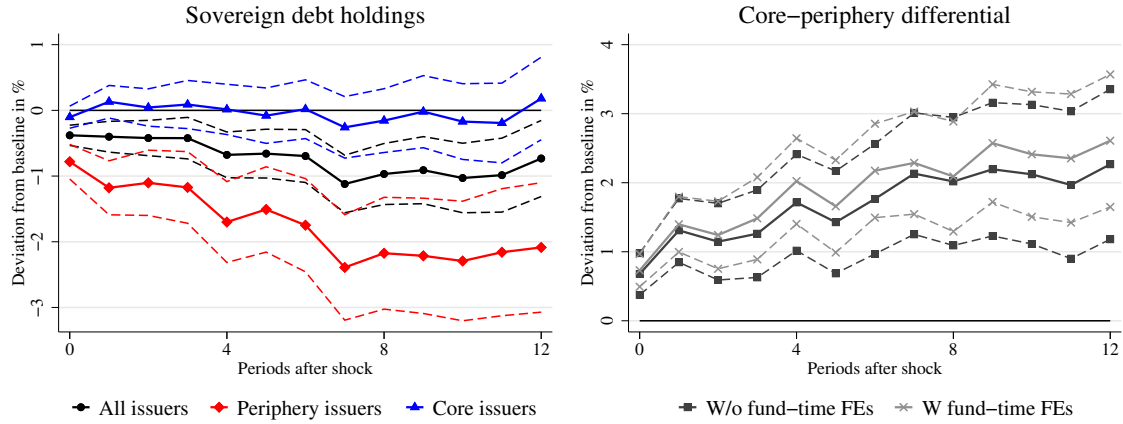 Sovereign debt holdings
Deviation from baseline in %
1
0
−1
−2
−3
0
4
8
12
Periods after shock
All issuers
Periphery issuers
Core issuers
Core−periphery differential
Deviation from baseline in %
4
3
2
1
0
0
4
8
12
Periods after shock
W/o fund−time FEs
W fund−time FEs